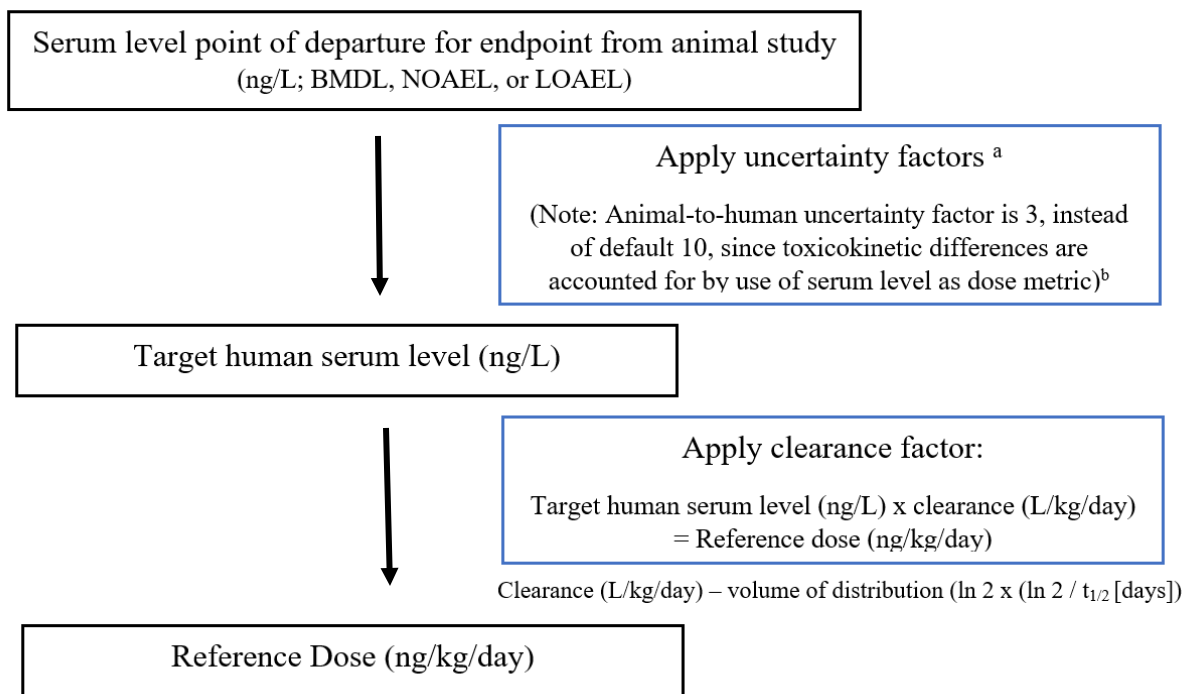 Serum level point of departure for endpoint from animal study
(ng/L; BMDL, NOAEL, or LOAEL)
Apply uncertainty factors ᵃ
(Note: Animal-to-human uncertainty factor is 3, instead
of default 10, since toxicokinetic differences are
accounted for by use of serum level as dose metric)ᵇ
Target human serum level (ng/L)
Apply clearance factor:
Target human serum level (ng/L) x clearance (L/kg/day)
= Reference dose (ng/kg/day)
Clearance (L/kg/day) – volume of distribution (ln 2 x (ln 2 / t₁/₂ [days])
Reference Dose (ng/kg/day)